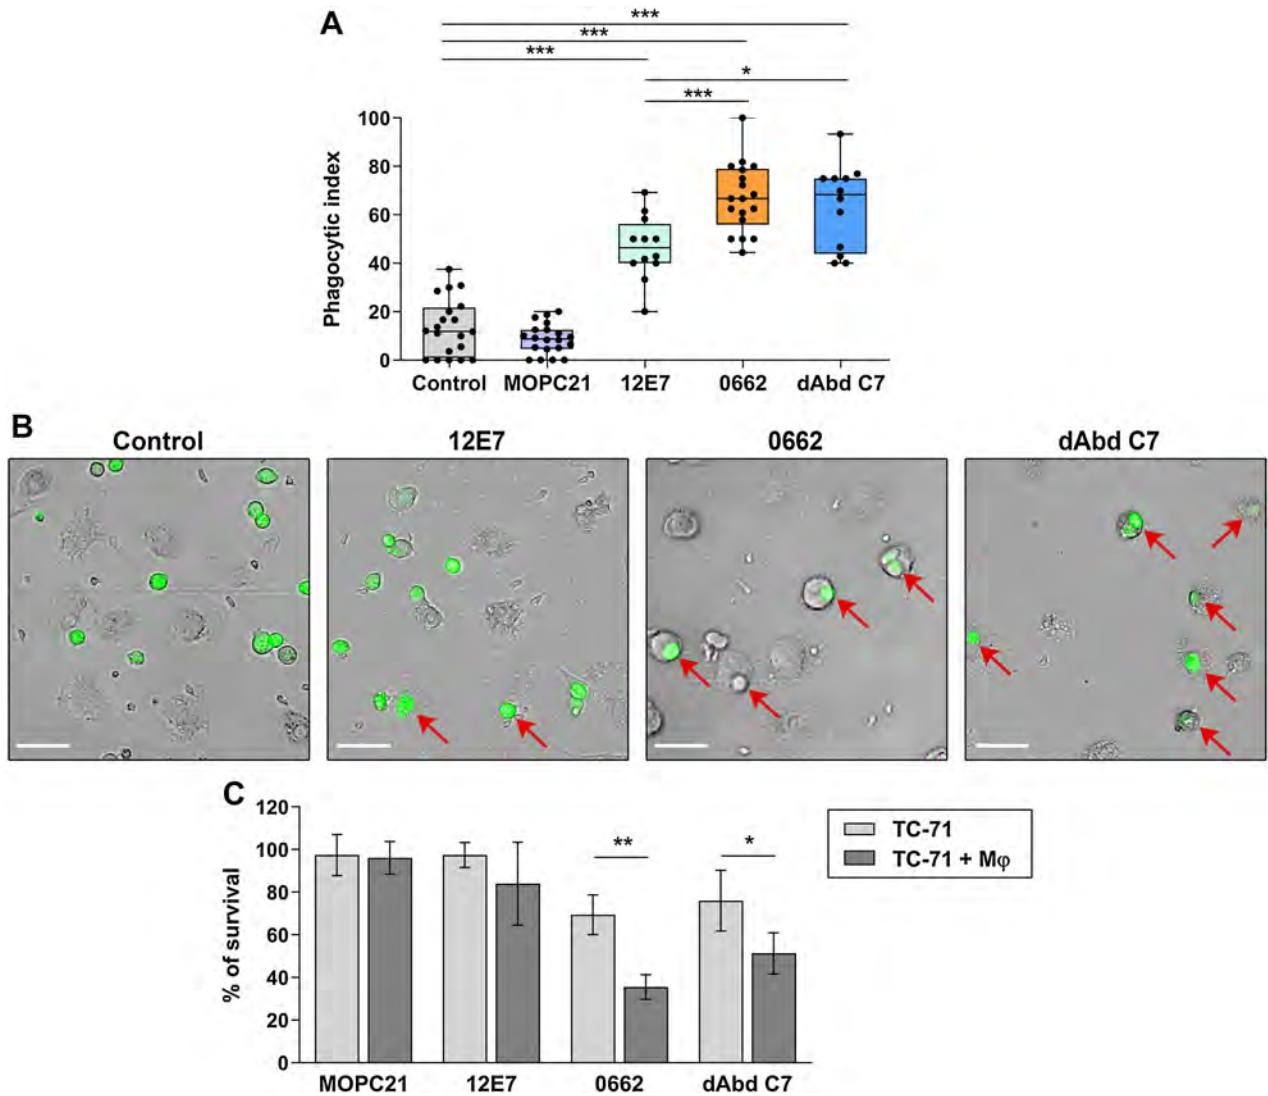 A
***
***
***
*
***
Phagocytic index
100
80
60
40
20
0
Control MOPC21 12E7 0662 dAbd C7
B
Control 12E7 0662 dAbd C7
C
% of survival
120
100
80
60
40
20
0
** *
TC-71
TC-71 + Mφ
MOPC21 12E7 0662 dAbd C7